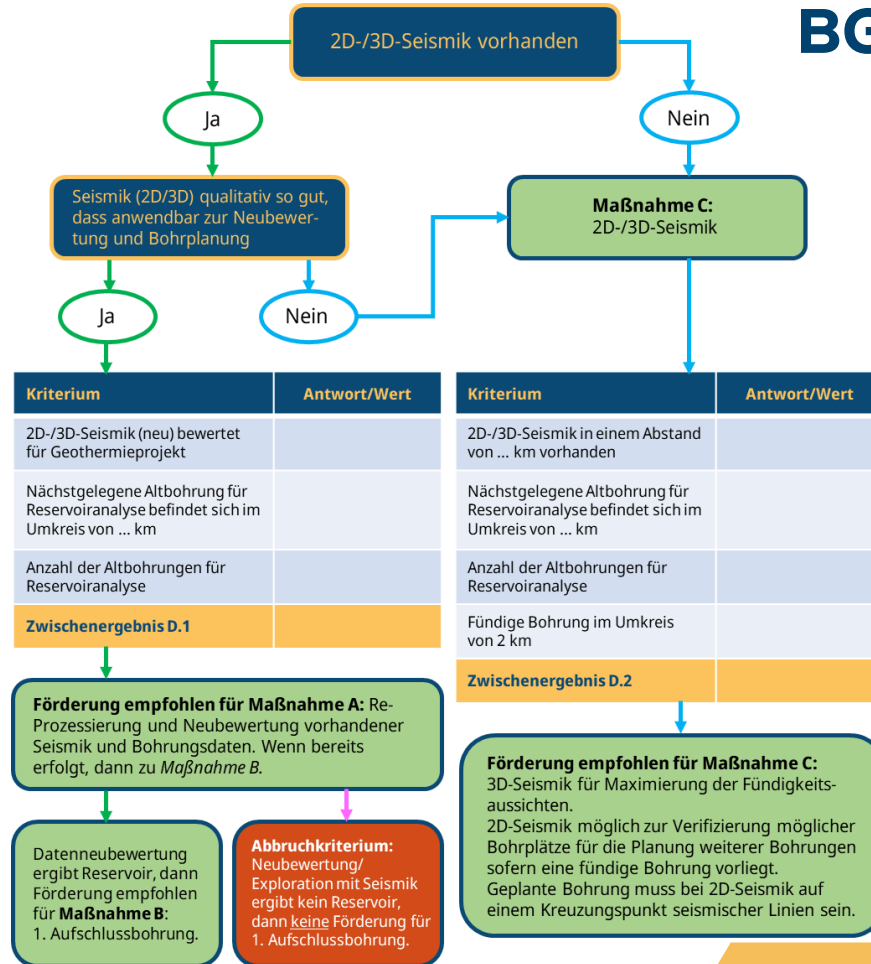 BG
2D-/3D-Seismik vorhanden
Ja
Nein
Seismik (2D/3D) qualitativ so gut,
dass anwendbar zur Neubewer-
tung und Bohrplanung
Maßnahme C:
2D-/3D-Seismik
Ja
Nein
Kriterium
Antwort/Wert
2D-/3D-Seismik (neu) bewertet
für Geothermieprojekt
Nächstgelegene Altbohrung für
Reservoiranalyse befindet sich im
Umkreis von ... km
Anzahl der Altbohrungen für
Reservoiranalyse
Zwischenergebnis D.1
Kriterium
Antwort/Wert
2D-/3D-Seismik in einem Abstand
von ... km vorhanden
Nächstgelegene Altbohrung für
Reservoiranalyse befindet sich im
Umkreis von ... km
Anzahl der Altbohrungen für
Reservoiranalyse
Fündige Bohrung im Umkreis
von 2 km
Zwischenergebnis D.2
Förderung empfohlen für Maßnahme A: Re-
Prozessierung und Neubewertung vorhandener
Seismik und Bohrungsdaten. Wenn bereits
erfolgt, dann zu Maßnahme B.
Datenneubewertung
ergibt Reservoir, dann
Förderung empfohlen
für Maßnahme B:
1. Aufschlussbohrung.
Abbruchkriterium:
Neubewertung/
Exploration mit Seismik
ergibt kein Reservoir,
dann keine Förderung für
1. Aufschlussbohrung.
Förderung empfohlen für Maßnahme C:
3D-Seismik für Maximierung der Fündigkeits-
aussichten.
2D-Seismik möglich zur Verifizierung möglicher
Bohrplätze für die Planung weiterer Bohrungen
sofern eine fündige Bohrung vorliegt.
Geplante Bohrung muss bei 2D-Seismik auf
einem Kreuzungspunkt seismischer Linien sein.